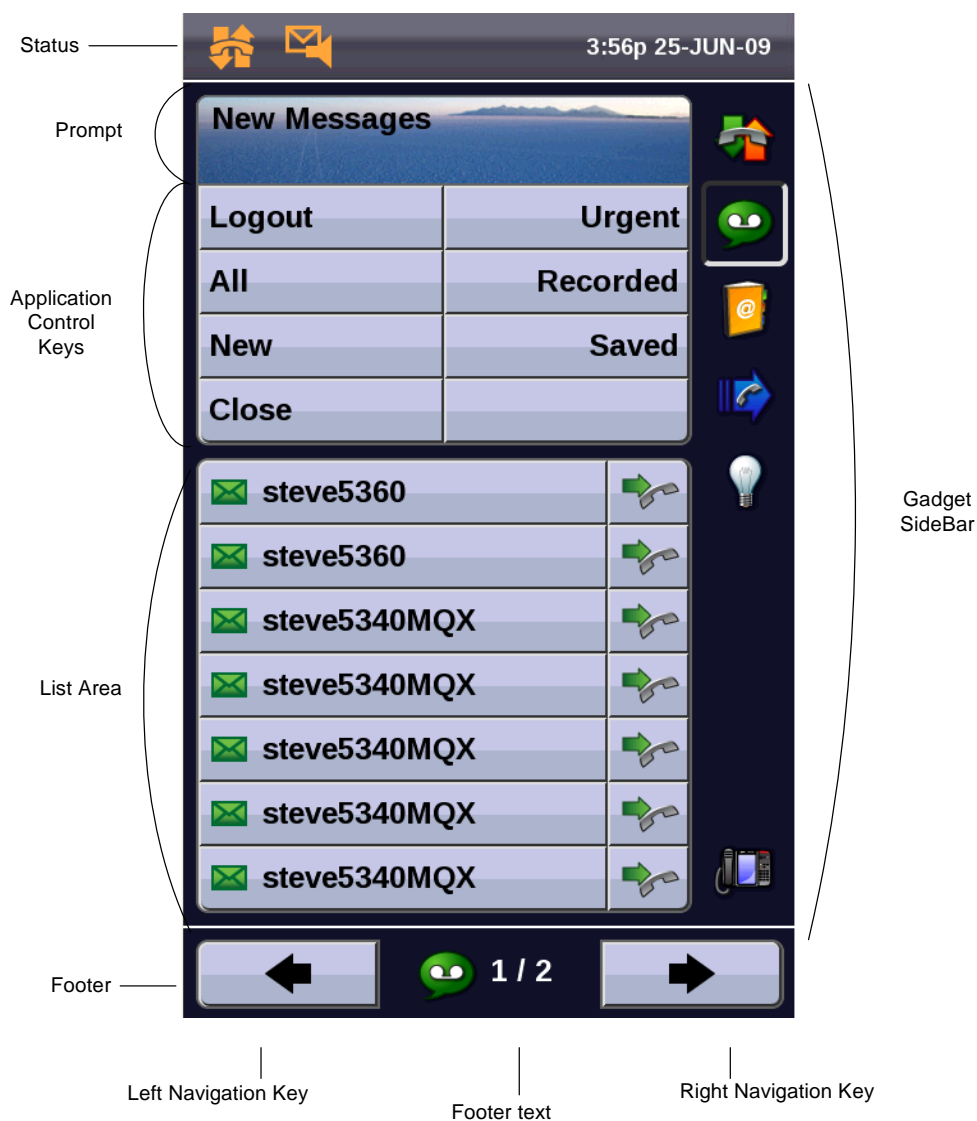 Status
3:56p 25-JUN-09
Prompt
New Messages
Logout
Urgent
All
Recorded
New
Saved
Close
Application
Control
Keys
@
steve5360
steve5360
steve5340MQX
steve5340MQX
steve5340MQX
steve5340MQX
steve5340MQX
List Area
Gadget
SideBar
Footer
1 / 2
Left Navigation Key
Footer text
Right Navigation Key